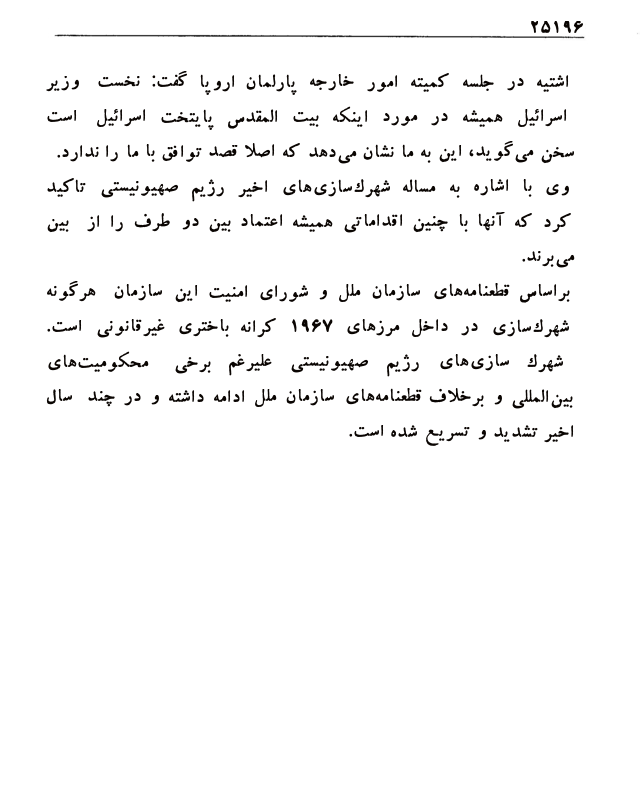 ۲۵۱۹۶
اشتیه در جلسه کمیته امور خارجه پارلمان اروپا گفت: نخست وزیر
اسرائیل همیشه در مورد اینکه بیت المقدس پایتخت اسرائیل است
سخن می‌گوید، این به ما نشان می‌دهد که اصلا قصد توافق با ما را ندارد.
وی با اشاره به مساله شهرك‌سازی‌های اخیر رژیم صهیونیستی تاکید
کرد که آنها با چنین اقداماتی همیشه اعتماد بین دو طرف را از بین
می‌برند.
براساس قطعنامه‌های سازمان ملل و شورای امنیت این سازمان هرگونه
شهرك‌سازی در داخل مرزهای ۱۹۶۷ کرانه باختری غیرقانونی است.
شهرك سازی‌های رژیم صهیونیستی علیرغم برخی محکومیت‌های
بین‌المللی و برخلاف قطعنامه‌های سازمان ملل ادامه داشته و در چند سال
اخیر تشدید و تسریع شده است.